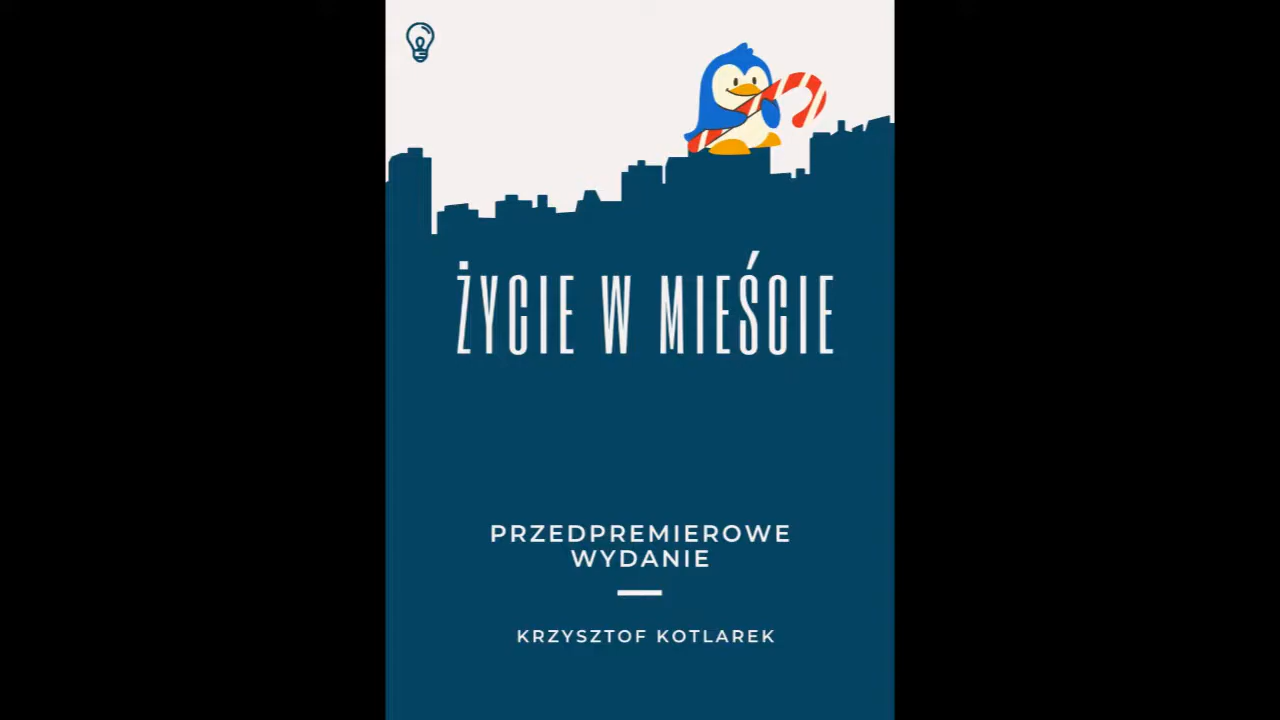 ŻYCIE W MIEŚCIE
PRZEDPREMIEROWE
WYDANIE
KRZYSZTOF KOTLAREK